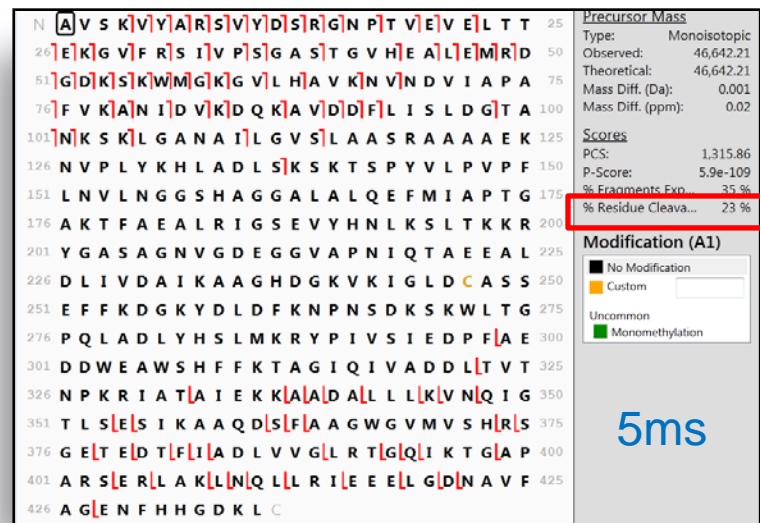 N A V S K V Y A R S V Y D S R G N P T V E V E L T T 25
26 E K G V F R S I V P S G A S T G V H E A L E M R D 50
51 G D K S K W M G K G V L H A V K N V N D V I A P A 75
76 F V K A N I D V K D Q K A V D D F L I S L D G T A 100
101 N K S K L G A N A I L G V S L A A S R A A A A E K 125
126 N V P L Y K H L A D L S K S K T S P Y V L P V P F 150
151 L N V L N G G S H A G G A L A L Q E F M I A P T G 175
176 A K T F A E A L R I G S E V Y H N L K S L T K K R 200
201 Y G A S A G N V G D E G G V A P N I Q T A E E A L 225
226 D L I V D A I K A A G H D G K V K I G L D C A S S 250
251 E F F K D G K Y D L D F K N P N S D K S K W L T G 275
276 P Q L A D L Y H S L M K R Y P I V S I E D P F A E 300
301 D D W E A W S H F F K T A G I Q I V A D D L T V T 325
326 N P K R I A T A I E K K A A D A L L L K V N Q I G 350
351 T L S E S I K A A Q D S F A A G W G V M V S H R S 375
376 G E T E D T F I A D L V V G L R T G Q I K T G A P 400
401 A R S E R L A K L N Q L L R I E E E L G D N A V F 425
426 A G E N F H H G D K L C
Precursor Mass
Type: Monoisotopic
Observed: 46,642.21
Theoretical: 46,642.21
Mass Diff. (Da): 0.001
Mass Diff. (ppm): 0.02
Scores
PCS: 1,315.86
P-Score: 5.9e-109
% Fragments Exp... 35 %
% Residue Cleava... 23 %
Modification (A1)
No Modification
Custom
Uncommon
Monomethylation
5ms